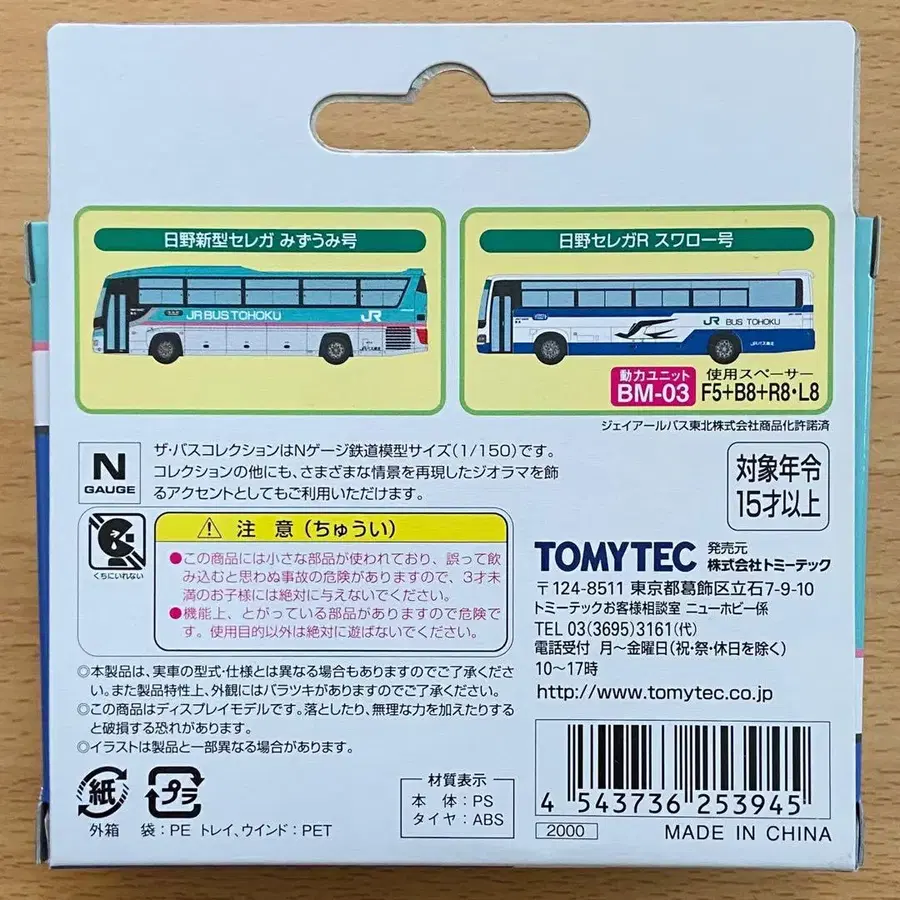 日野新型セレガ みずうみ号
JR BUS TOHOKU
JR
日野セレガR スワロー号
JR BUS TOHOKU
動力ユニット
BM-03
使用スペーサー
F5+B8+R8・L8
ジェイアールバス東北株式会社商品化許諾済
N
GAUGE
ザ・バスコレクションはNゲージ鉄道模型サイズ(1/150)です。
コレクションの他にも、さまざまな情景を再現したジオラマを飾
るアクセントとしてもご利用いただけます。
対象年令
15才以上
くちにいれない
注 意(ちゅうい)
●この商品には小さな部品が使われており、誤って飲
み込むと思わぬ事故の危険がありますので、3才未
満のお子様には絶対に与えないでください。
●機能上、とがっている部品がありますので危険で
す。使用目的以外は絶対に遊ばないでください。
TOMYTEC
発売元
株式会社トミーテック
〒124-8511 東京都葛飾区立石7-9-10
トミーテックお客様相談室 ニューホビー係
TEL 03(3695)3161(代)
電話受付 月〜金曜日(祝・祭・休日を除く)
10〜17時
http://www.tomytec.co.jp
◎本製品は、実車の型式・仕様とは異なる場合もありますのでご了承くださ
い。また製品特性上、外観にはバラツキがありますのでご了承ください。
◎この商品はディスプレイモデルです。落としたり、無理な力を加えたりする
と破損する恐れがあります。
◎イラストは製品と一部異なる場合があります。
紙
外箱
プラ
袋:PE トレイ、ウインド:PET
材質表示
本 体:PS
タイヤ:ABS
4 543736 253945
2000
MADE IN CHINA